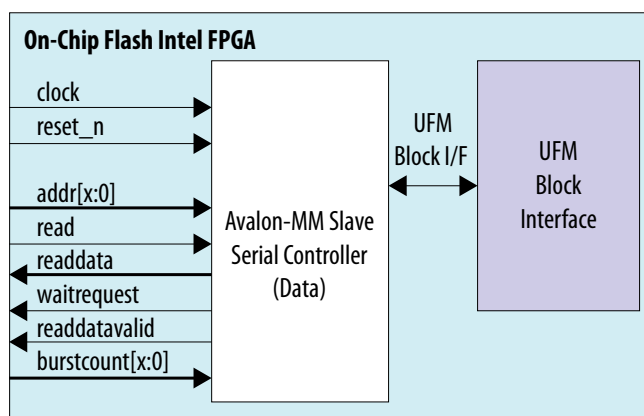 On-Chip Flash Intel FPGA
clock
reset_n
addr[x:0]
read
readdata
waitrequest
readdatavalid
burstcount[x:0]
Avalon-MM Slave
Serial Controller
(Data)
UFM
Block I/F
UFM
Block
Interface